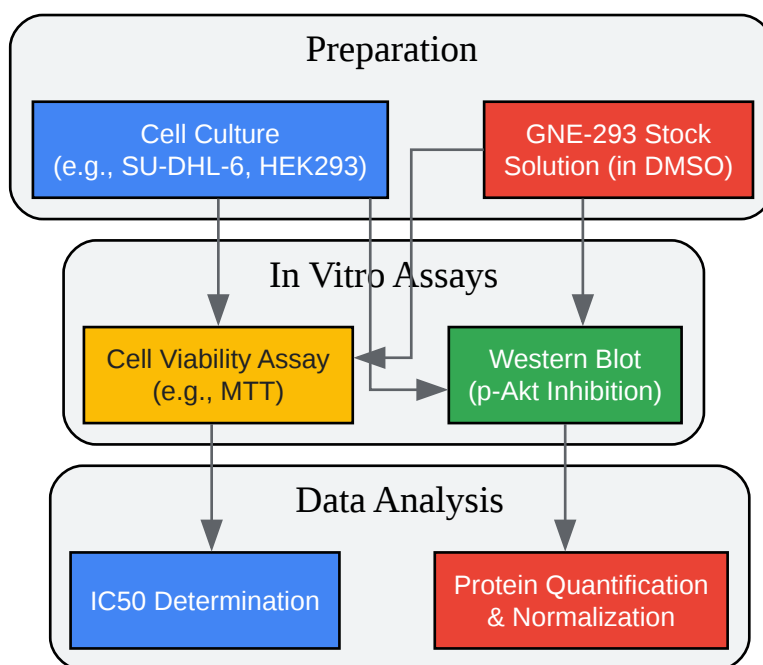 Preparation
Cell Culture
(e.g., SU-DHL-6, HEK293)
GNE-293 Stock
Solution (in DMSO)
In Vitro Assays
Cell Viability Assay
(e.g., MTT)
Western Blot
(p-Akt Inhibition)
Data Analysis
IC50 Determination
Protein Quantification
& Normalization